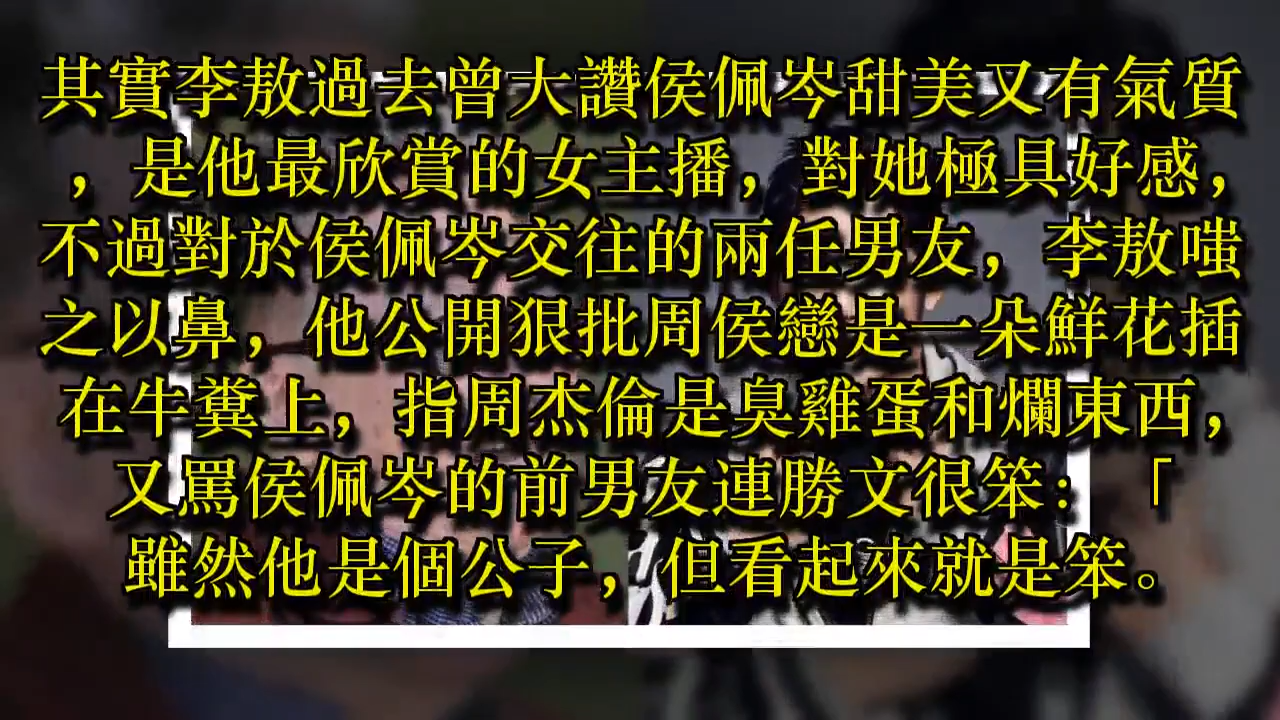 其實李敖過去曾大讚侯佩岑甜美又有氣質
，是他最欣賞的女主播，對她極具好感，
不過對於侯佩岑交往的兩任男友，李敖嗤
之以鼻，他公開狠批周侯戀是一朵鮮花插
在牛糞上，指周杰倫是臭雞蛋和爛東西，
又罵侯佩岑的前男友連勝文很笨：「
雖然他是個公子，但看起來就是笨。